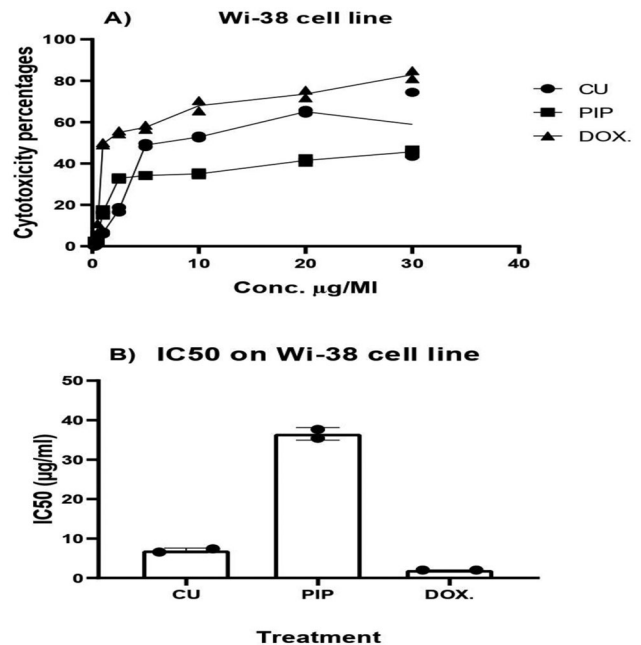 A) Wi-38 cell line
Cytotoxicity percentages
100
80
60
40
20
0
0 10 20 30 40
Conc. µg/Ml
CU
PIP
DOX.
B) IC50 on Wi-38 cell line
IC50 (µg/ml)
50
40
30
20
10
0
CU PIP DOX.
Treatment